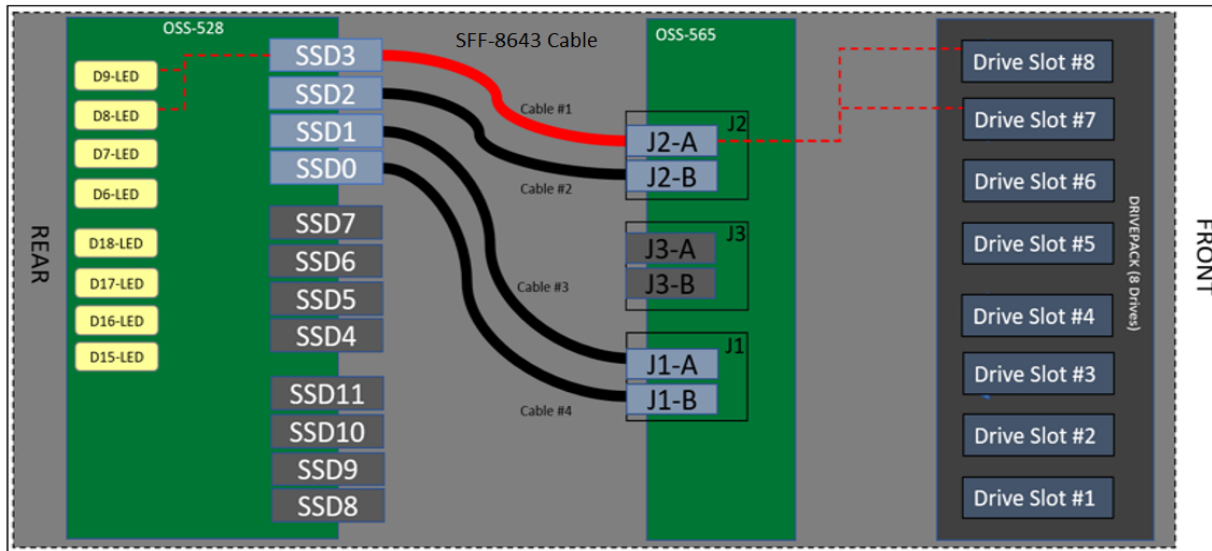 OSS-528
D9-LED
D8-LED
D7-LED
D6-LED
D18-LED
D17-LED
D16-LED
D15-LED
REAR
SSD3
SSD2
SSD1
SSD0
SSD7
SSD6
SSD5
SSD4
SSD11
SSD10
SSD9
SSD8
SFF-8643 Cable
Cable #1
Cable #2
Cable #3
Cable #4
OSS-565
J2
J2-A
J2-B
J3
J3-A
J3-B
J1
J1-A
J1-B
Drive Slot #8
Drive Slot #7
Drive Slot #6
Drive Slot #5
Drive Slot #4
Drive Slot #3
Drive Slot #2
Drive Slot #1
DRIVEPACK (8 Drives)
FRONT